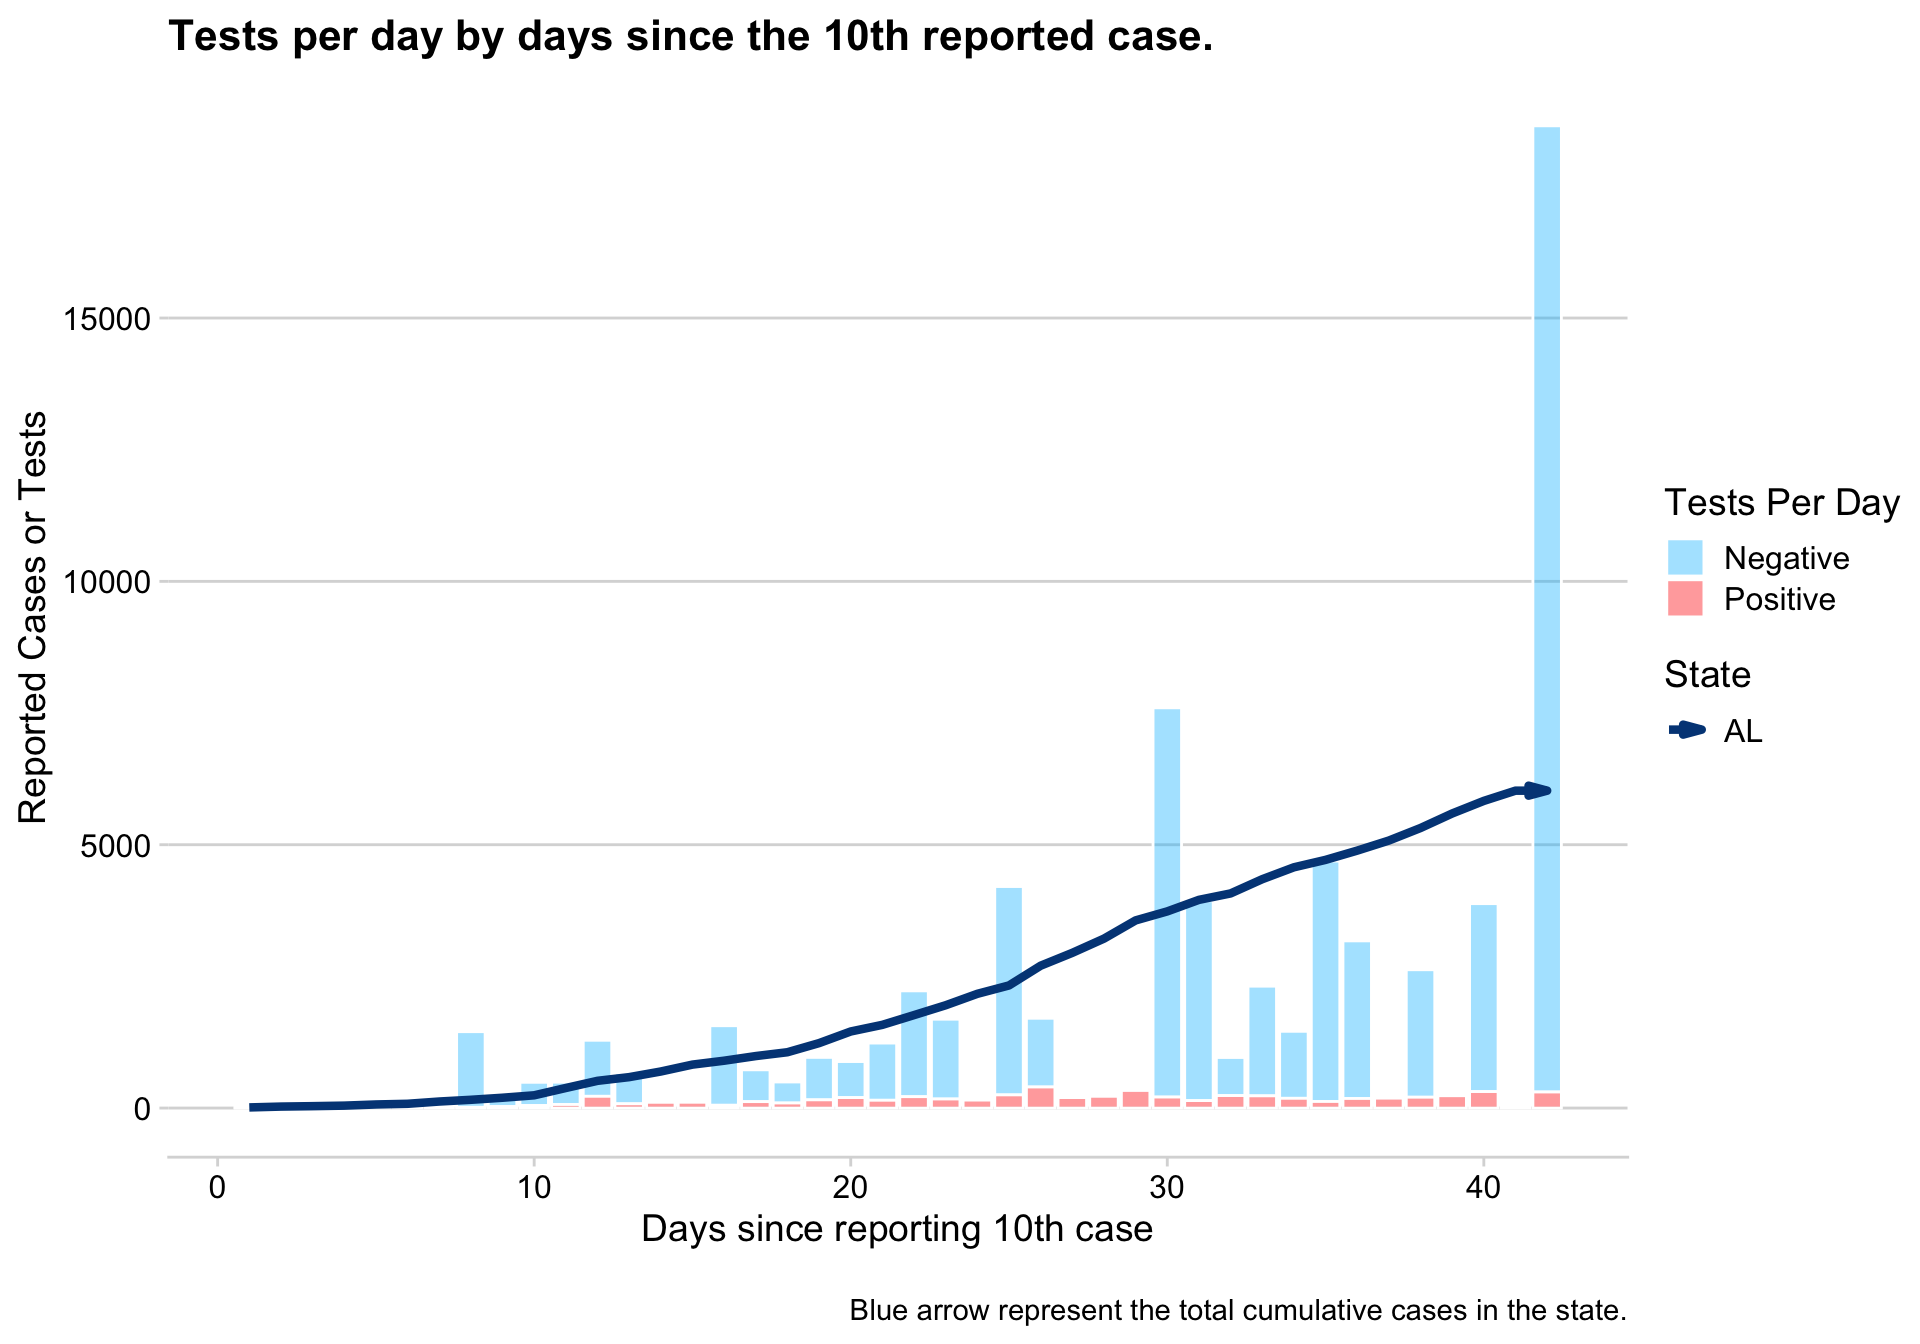 Tests per day by days since the 10th reported case.
Reported Cases or Tests
15000
10000
5000
0
0 10 20 30 40
Days since reporting 10th case
Tests Per Day
Negative
Positive
State
AL
Blue arrow represent the total cumulative cases in the state.